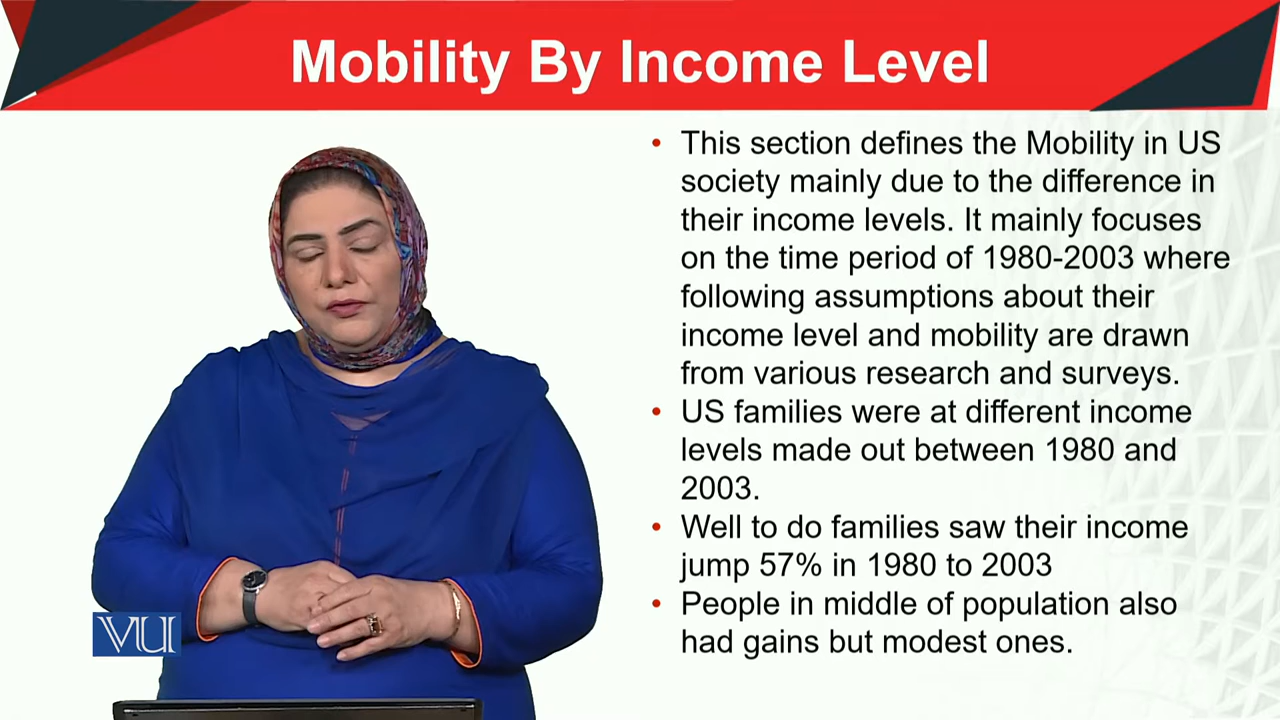 Mobility By Income Level
• This section defines the Mobility in US
society mainly due to the difference in
their income levels. It mainly focuses
on the time period of 1980-2003 where
following assumptions about their
income level and mobility are drawn
from various research and surveys.
• US families were at different income
levels made out between 1980 and
2003.
• Well to do families saw their income
jump 57% in 1980 to 2003
• People in middle of population also
had gains but modest ones.
VU